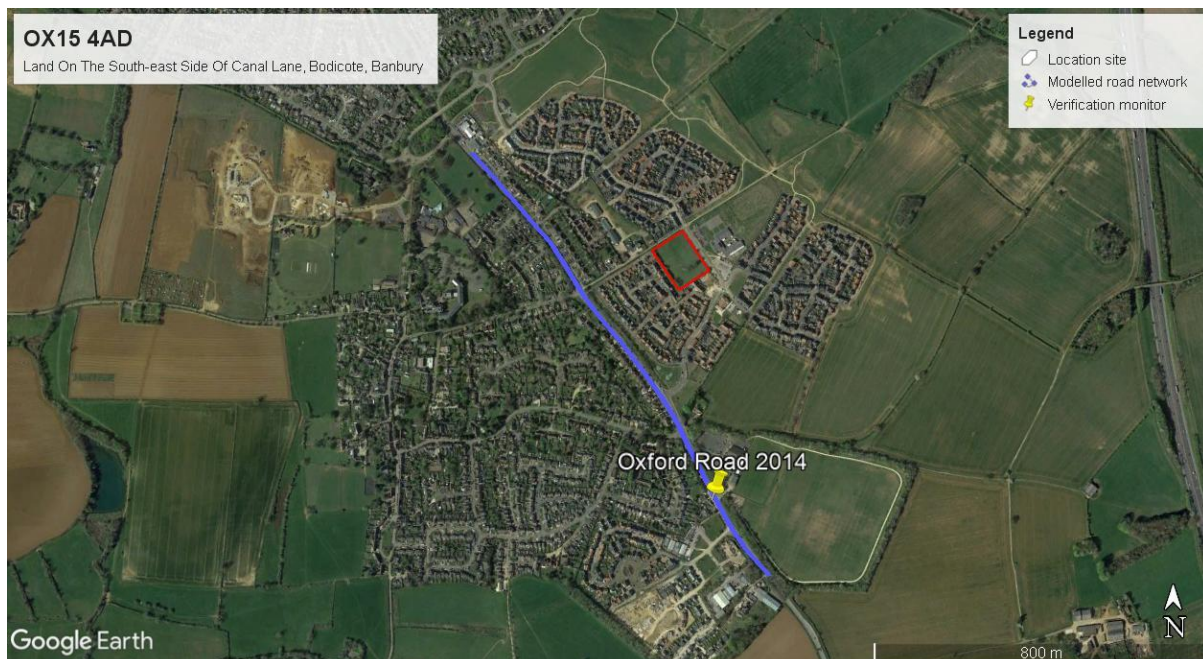 OX15 4AD
Land On The South-east Side Of Canal Lane, Bodicote, Banbury
Legend
Location site
Modelled road network
Verification monitor
Oxford Road 2014
N
Google Earth
800 m